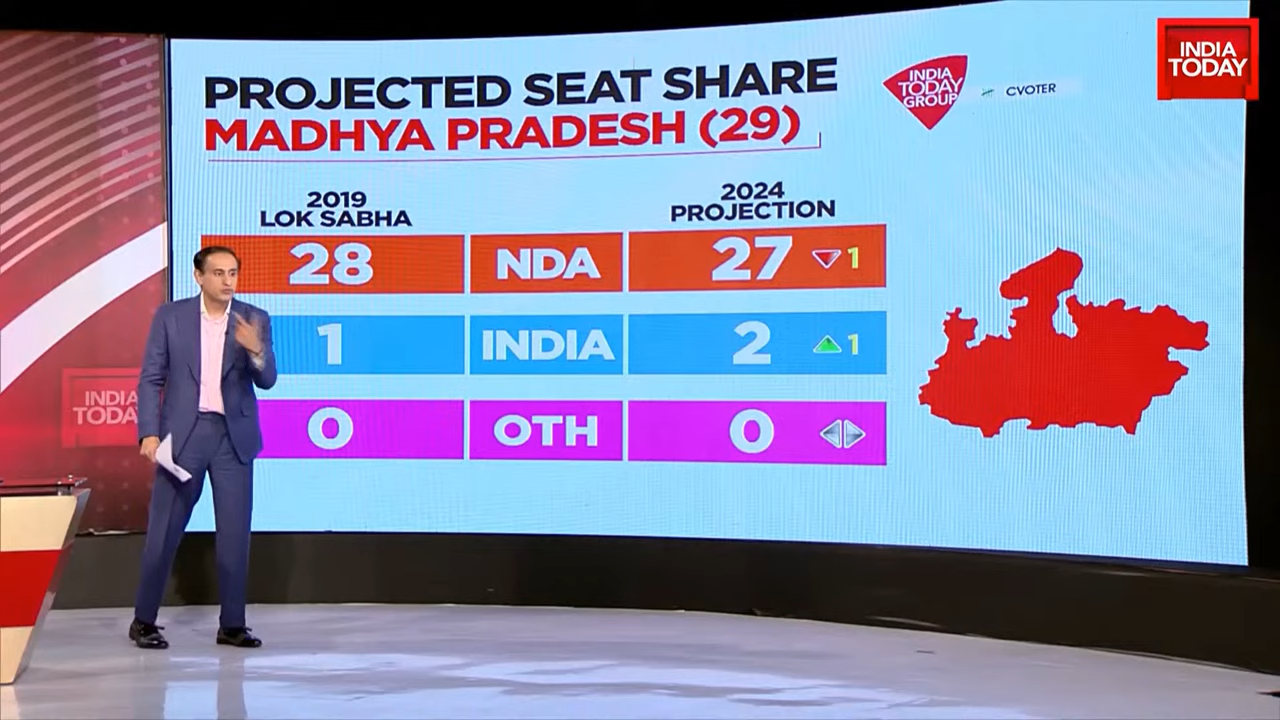 PROJECTED SEAT SHARE
MADHYA PRADESH (29)
INDIA
TODAY
GROUP
CVOTER
INDIA
TODAY
2019
LOK SABHA
2024
PROJECTION
28 NDA 27 1
1 INDIA 2 1
0 OTH 0
INDIA
TODAY